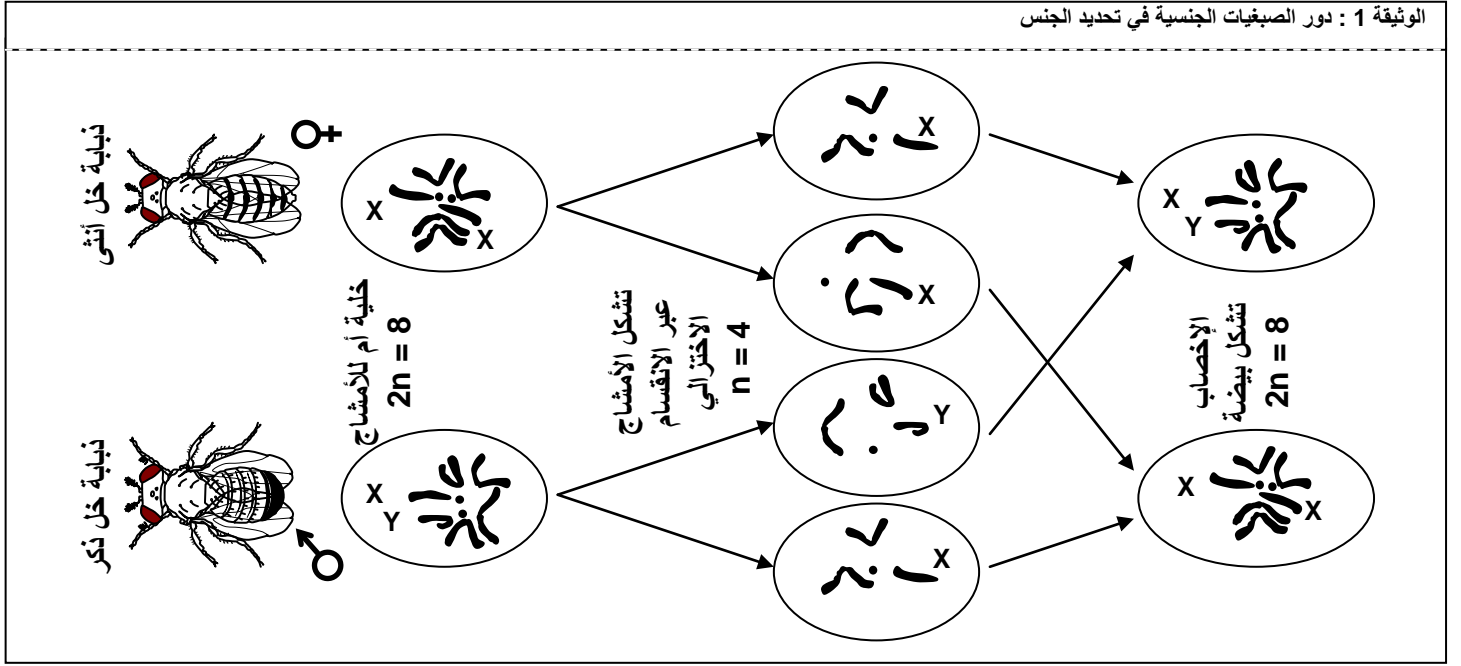 الوثيقة 1 : دور الصبغيات الجنسية في تحديد الجنس
ذبابة خل أنثى
ذبابة خل ذكر
X
X
X
Y
خلية أم للأمشاج
2n = 8
X
X
Y
X
تشكل الأمشاج
عبر الانقسام
الاختزالي
n = 4
X
Y
X
X
الإخصاب
تشكل بيضة
2n = 8